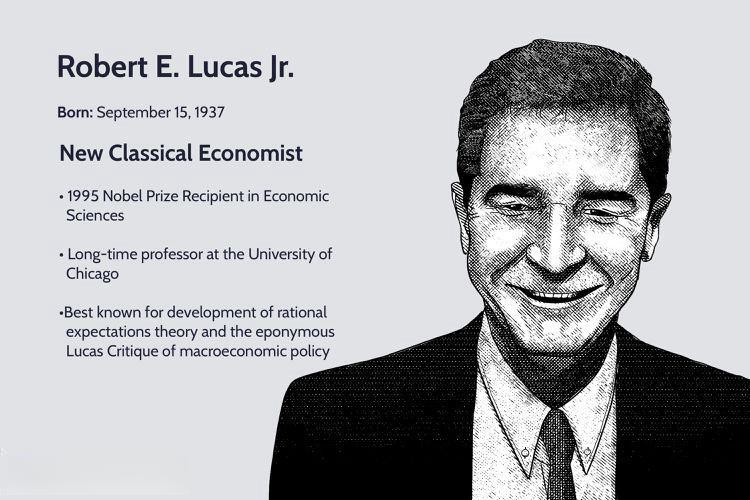 Robert E. Lucas Jr.
Born: September 15, 1937
New Classical Economist
• 1995 Nobel Prize Recipient in Economic
Sciences
• Long-time professor at the University of
Chicago
•Best known for development of rational
expectations theory and the eponymous
Lucas Critique of macroeconomic policy